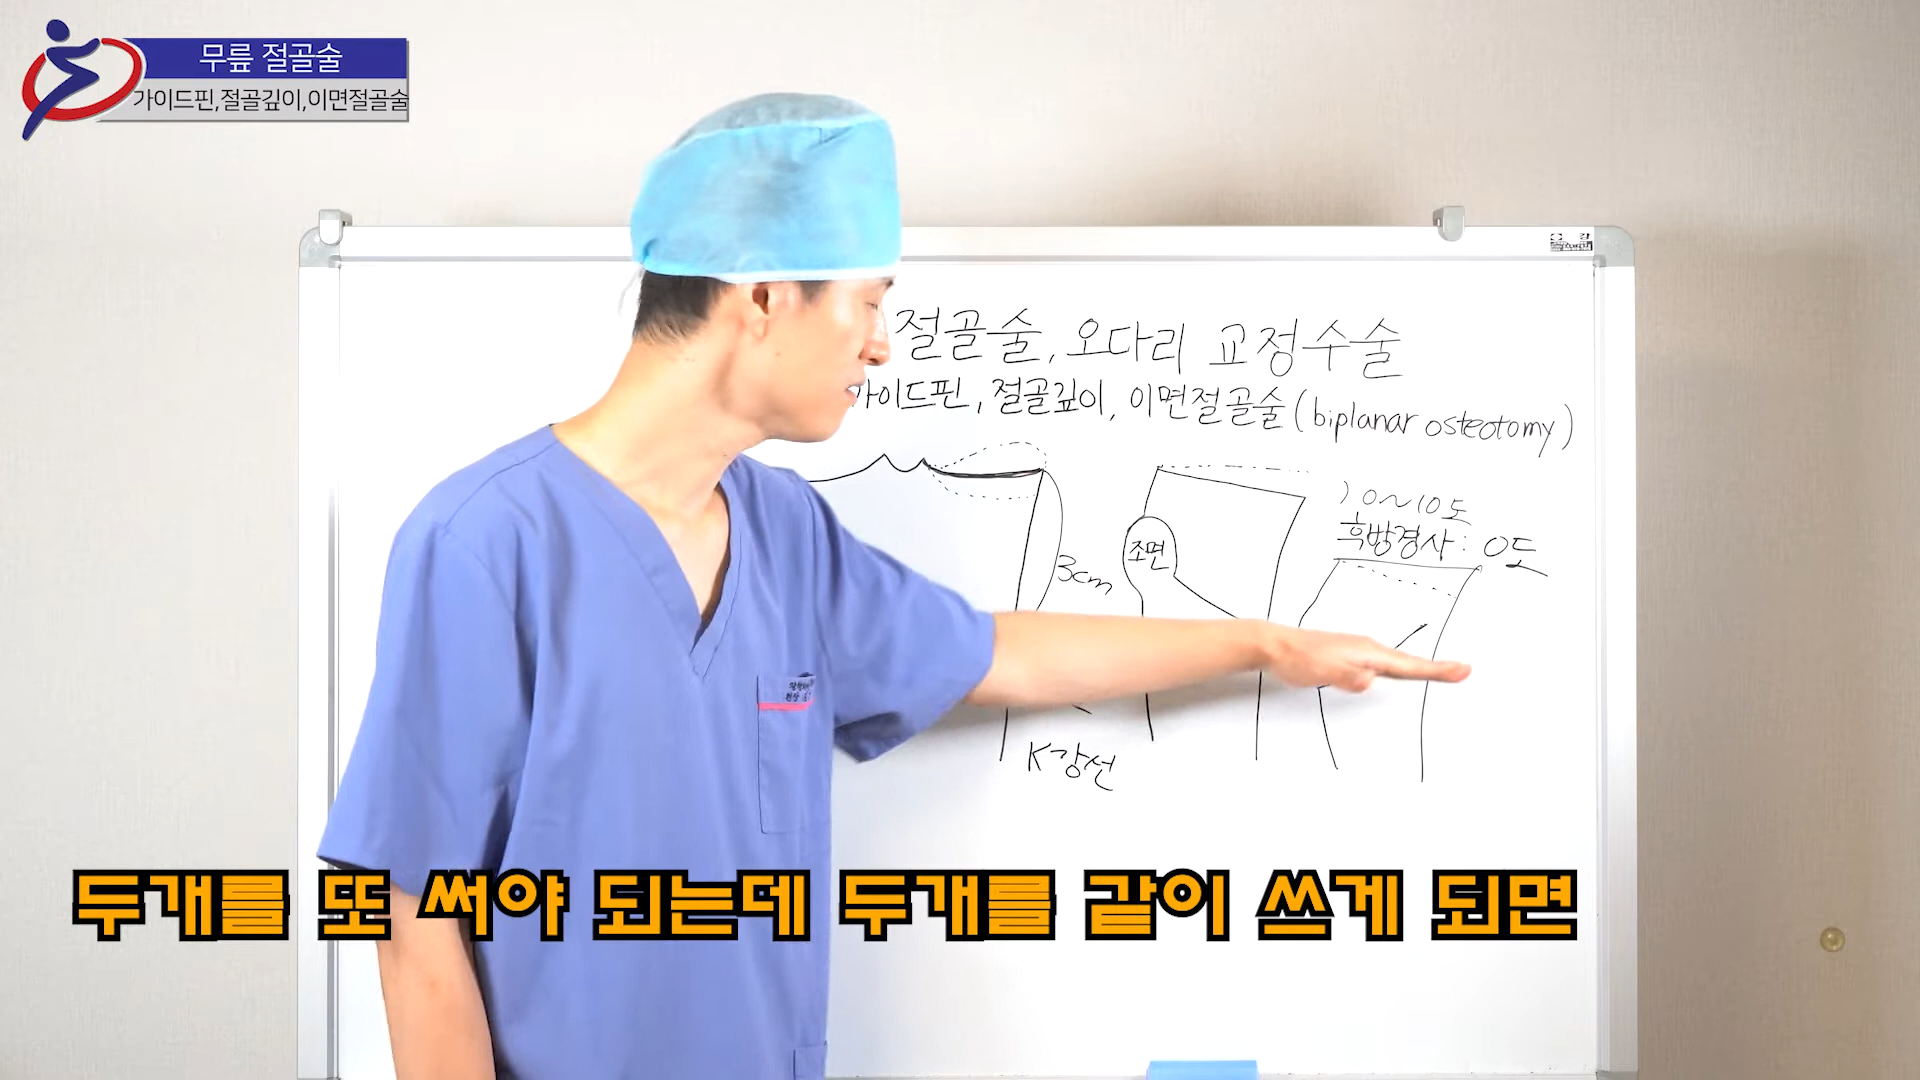 무릎 절골술
가이드핀,절골깊이,이면절골술
절골술, 오다리 교정수술
가이드핀, 절골깊이, 이면절골술 (biplanar osteotomy)
) 0~10도
후방경사 : 0도
조면
3cm
K강선
두개를 또 써야 되는데 두개를 같이 쓰게 되면